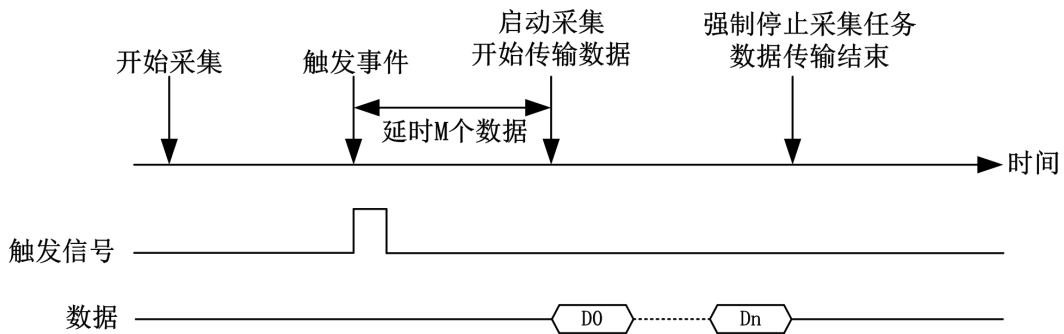 开始采集
触发事件
启动采集
开始传输数据
强制停止采集任务
数据传输结束
延时M个数据
时间
触发信号
数据
D0
Dn